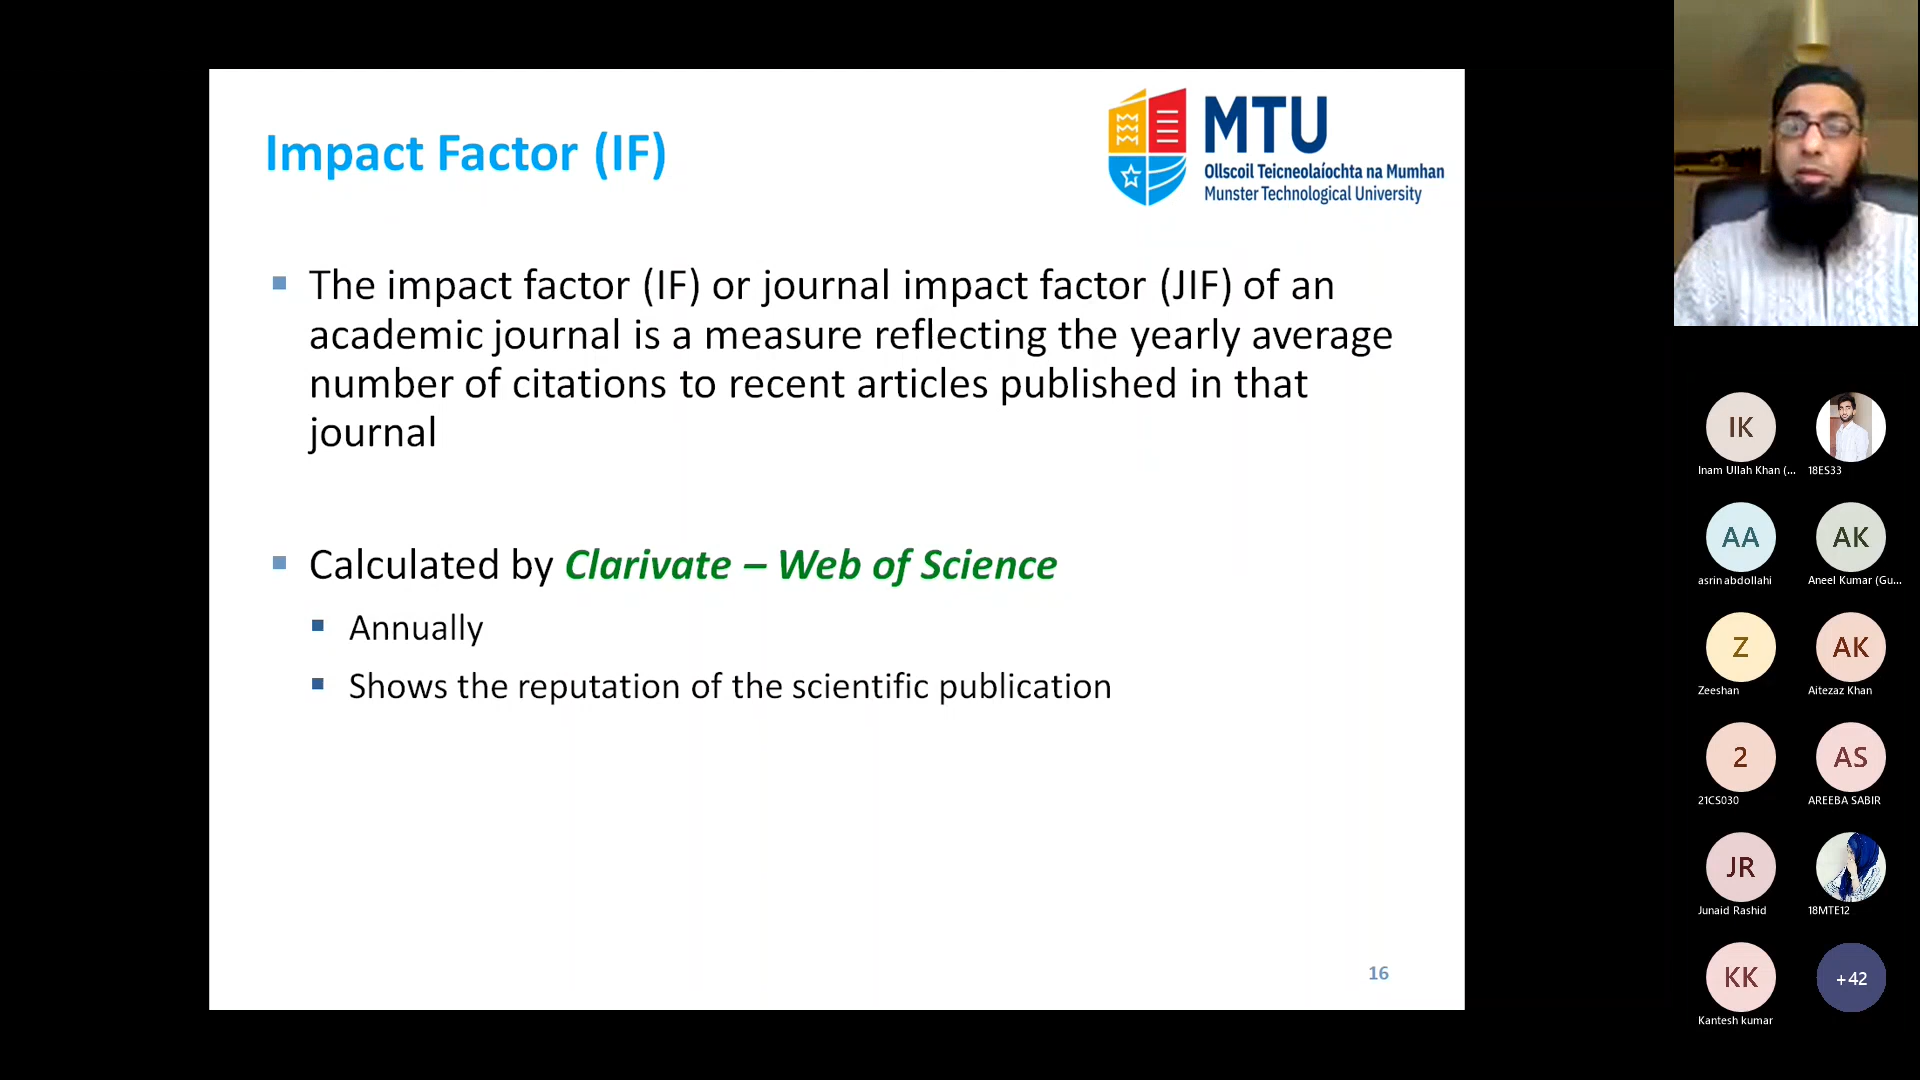 Impact Factor (IF)
MTU
Ollscoil Teicneolaíochta na Mumhan
Munster Technological University
The impact factor (IF) or journal impact factor (JIF) of an
academic journal is a measure reflecting the yearly average
number of citations to recent articles published in that
journal
Calculated by Clarivate – Web of Science
Annually
Shows the reputation of the scientific publication
16
IK
Inam Ullah Khan (...
18ES33
AA
asrin abdollahi
AK
Aneel Kumar (Gu...
Z
Zeeshan
AK
Aitezaz Khan
2
21CS030
AS
AREEBA SABIR
JR
Junaid Rashid
18MTE12
KK
Kantesh kumar
+42